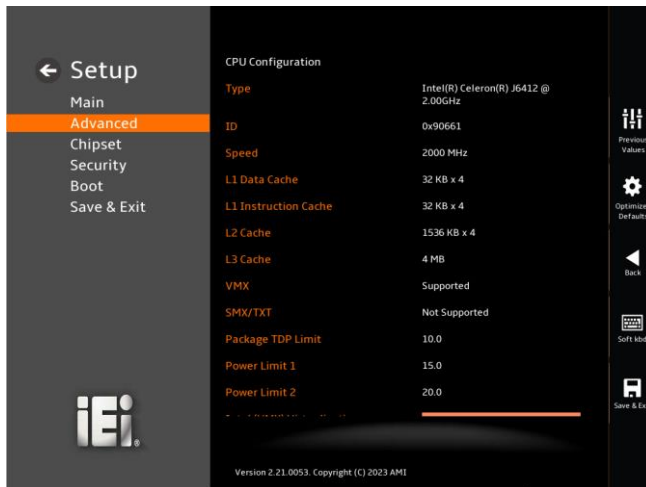 Setup
Main
Advanced
Chipset
Security
Boot
Save & Exit
iEi
CPU Configuration
Type Intel(R) Celeron(R) J6412 @
2.00GHz
ID 0x90661
Speed 2000 MHz
L1 Data Cache 32 KB x 4
L1 Instruction Cache 32 KB x 4
L2 Cache 1536 KB x 4
L3 Cache 4 MB
VMX Supported
SMX/TXT Not Supported
Package TDP Limit 10.0
Power Limit 1 15.0
Power Limit 2 20.0
Version 2.21.0053. Copyright (C) 2023 AMI
Previous
Values
Optimize
Defaults
Back
Soft kbd
Save & Ex